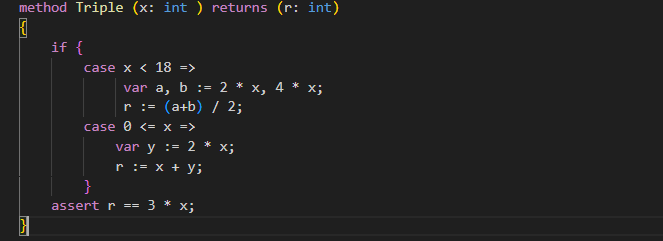 method Triple (x: int ) returns (r: int)
{
    if {
        case x < 18 =>
            var a, b := 2 * x, 4 * x;
            r := (a+b) / 2;
        case 0 <= x =>
            var y := 2 * x;
            r := x + y;
        }
    assert r == 3 * x;
}